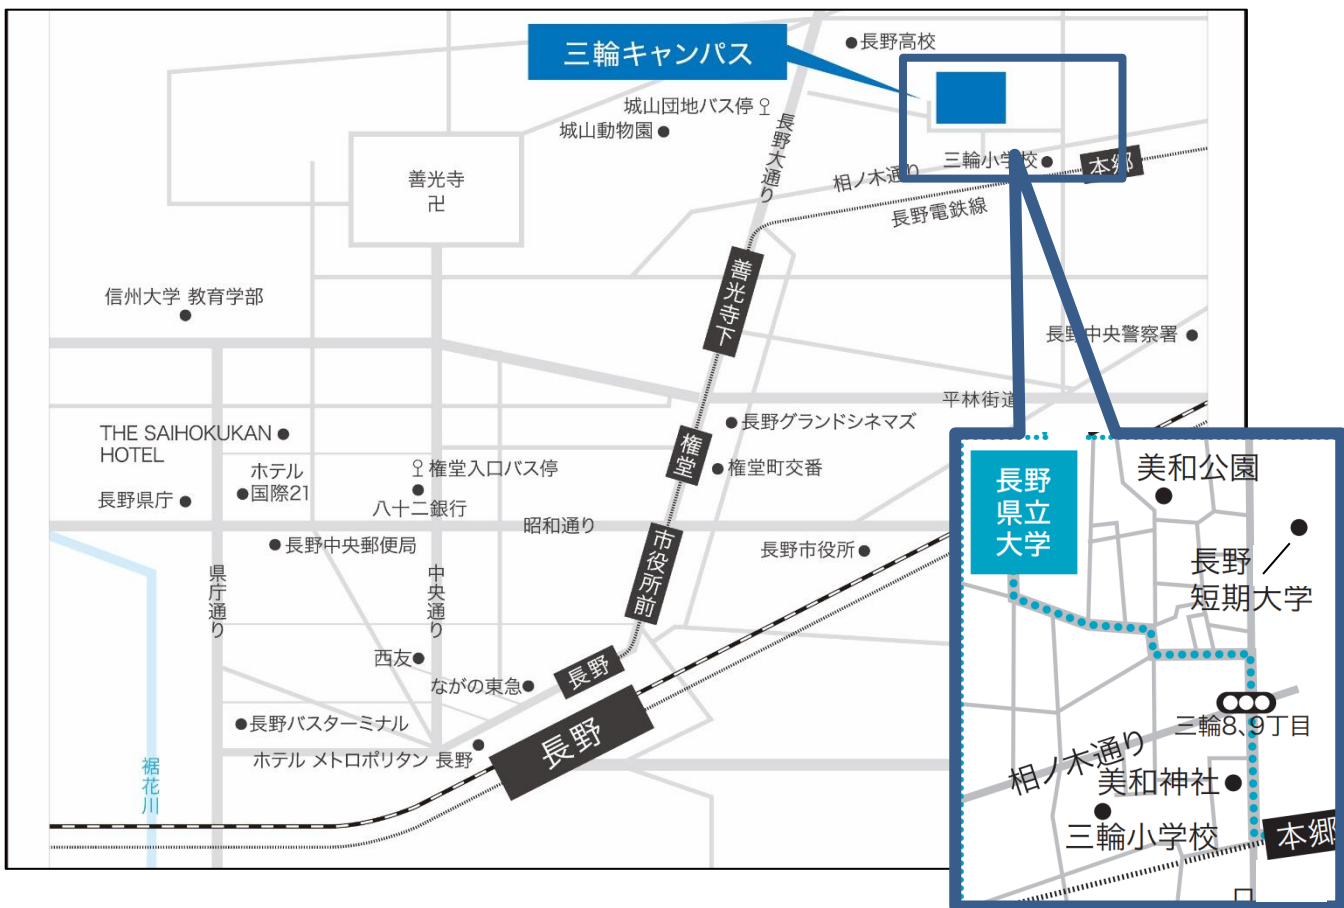 三輪キャンパス
長野高校
城山団地バス停
城山動物園
長野大通り
善光寺
卍
三輪小学校
本郷
相ノ木通り
長野電鉄線
善光寺下
信州大学 教育学部
長野中央警察署
平林街道
THE SAIHOKUKAN
HOTEL
長野グランドシネマズ
権堂
権堂町交番
ホテル
国際21
権堂入口バス停
長野県庁
八十二銀行
昭和通り
長野中央郵便局
市役所前
長野市役所
県庁通り
中央通り
西友
長野
ながの東急
長野バスターミナル
長野
ホテル メトロポリタン 長野
裾花川
長野
県立
大学
美和公園
長野
短期大学
三輪8、9丁目
相ノ木通り
美和神社
三輪小学校
本郷